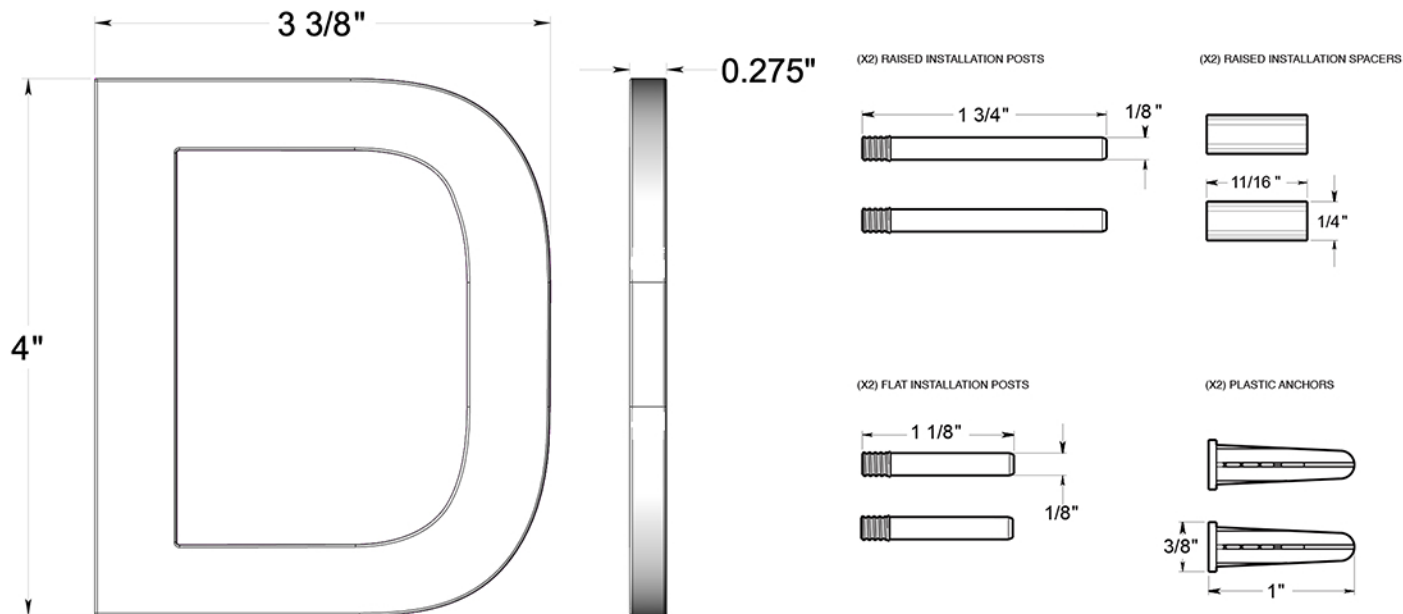 3 3/8"
0.275"
4"
(X2) RAISED INSTALLATION POSTS
1 3/4"
1/8 "
(X2) RAISED INSTALLATION SPACERS
11/16 "
1/4"
(X2) FLAT INSTALLATION POSTS
1 1/8"
1/8"
(X2) PLASTIC ANCHORS
3/8"
1"